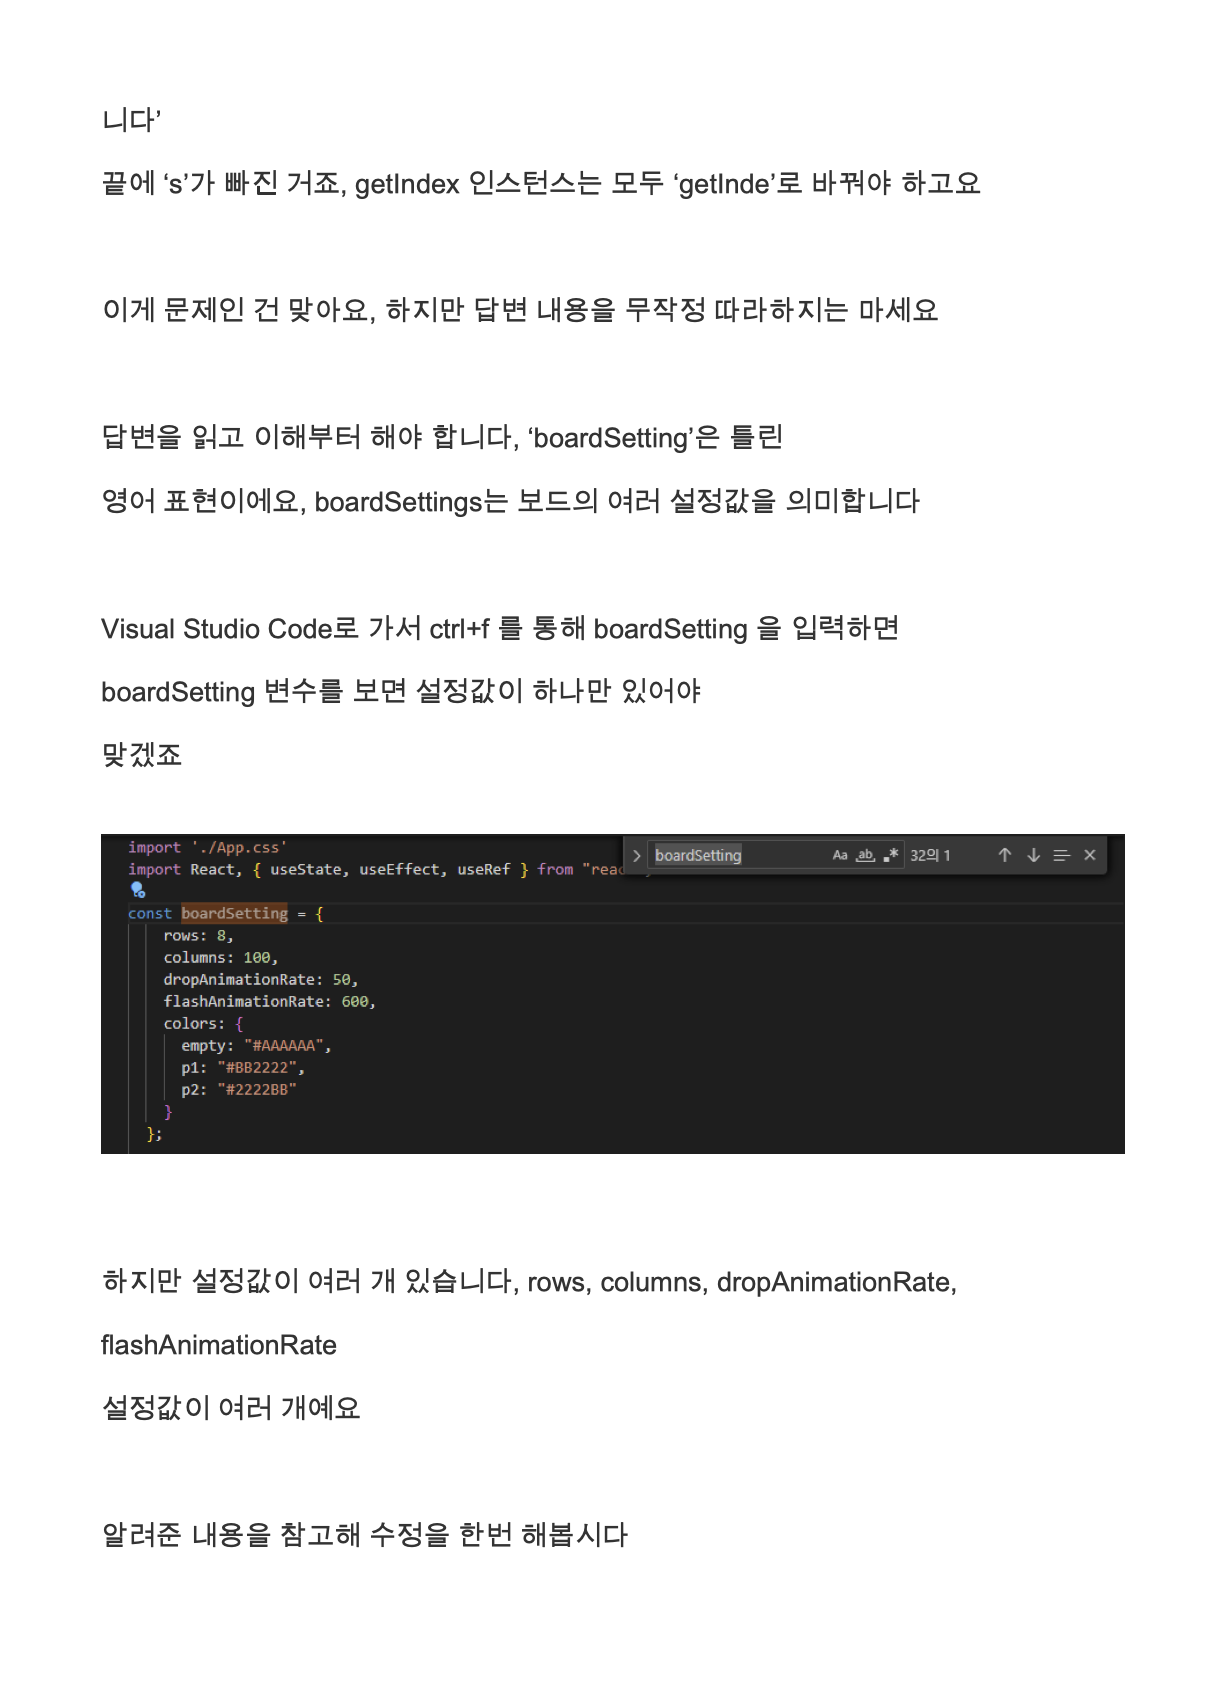 니다’
끝에 ‘s’가 빠진 거죠, getIndex 인스턴스는 모두 ‘getInde’로 바꿔야 하고요
이게 문제인 건 맞아요, 하지만 답변 내용을 무작정 따라하지는 마세요
답변을 읽고 이해부터 해야 합니다, ‘boardSetting’은 틀린
영어 표현이에요, boardSettings는 보드의 여러 설정값을 의미합니다
Visual Studio Code로 가서 ctrl+f 를 통해 boardSetting 을 입력하면
boardSetting 변수를 보면 설정값이 하나만 있어야
맞겠죠
import './App.css'
boardSetting Aa ab .* 32의 1
import React, { useState, useEffect, useRef } from "reac
const boardSetting = {
rows: 8,
columns: 100,
dropAnimationRate: 50,
flashAnimationRate: 600,
colors: {
empty: "#AAAAAA",
p1: "#BB2222",
p2: "#2222BB"
}
};
하지만 설정값이 여러 개 있습니다, rows, columns, dropAnimationRate,
flashAnimationRate
설정값이 여러 개예요
알려준 내용을 참고해 수정을 한번 해봅시다